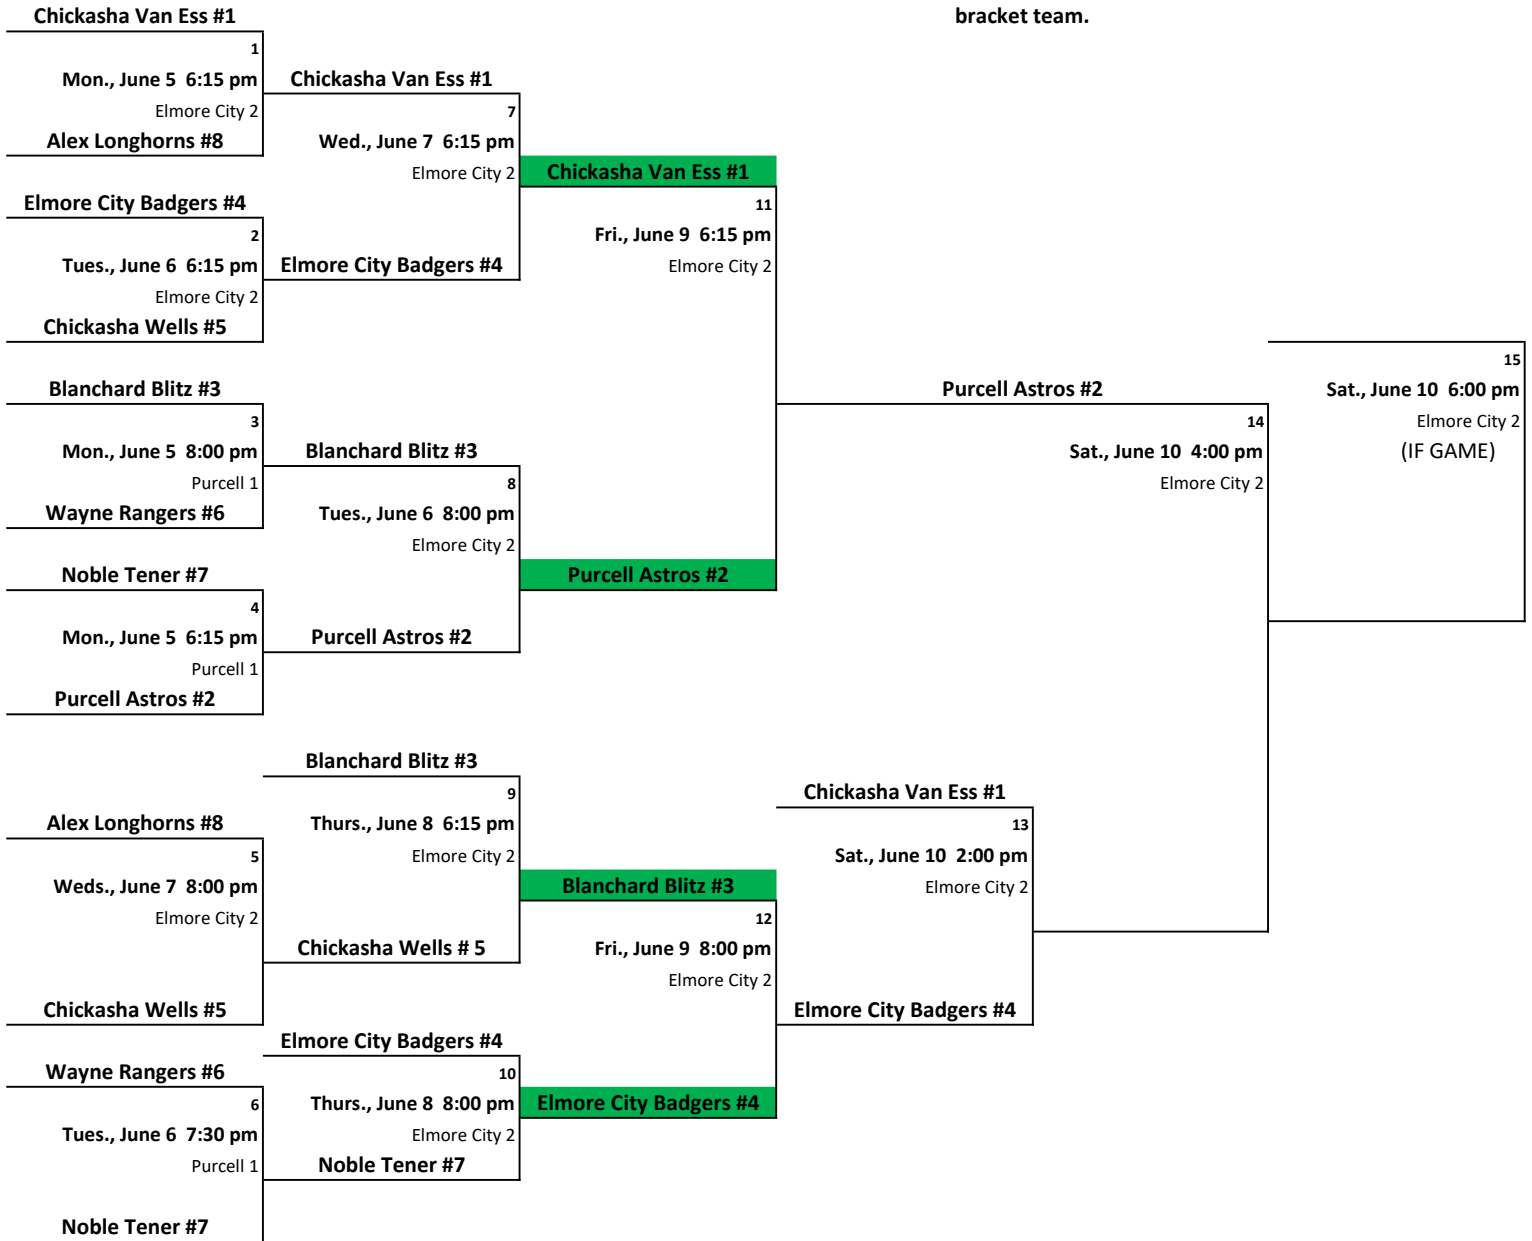 Chickasha Van Ess #1
bracket team.
1
Mon., June 5  6:15 pm
Elmore City 2
Alex Longhorns #8
Chickasha Van Ess #1
7
Wed., June 7  6:15 pm
Elmore City 2
Elmore City Badgers #4
2
Tues., June 6  6:15 pm
Elmore City 2
Chickasha Wells #5
Elmore City Badgers #4
Chickasha Van Ess #1
11
Fri., June 9  6:15 pm
Elmore City 2
Blanchard Blitz #3
3
Mon., June 5  8:00 pm
Purcell 1
Wayne Rangers #6
Blanchard Blitz #3
8
Tues., June 6  8:00 pm
Elmore City 2
Noble Tener #7
4
Mon., June 5  6:15 pm
Purcell 1
Purcell Astros #2
Purcell Astros #2
Purcell Astros #2
Purcell Astros #2
14
Sat., June 10  4:00 pm
Elmore City 2
15
Sat., June 10  6:00 pm
Elmore City 2
(IF GAME)
Blanchard Blitz #3
9
Thurs., June 8  6:15 pm
Elmore City 2
Alex Longhorns #8
5
Weds., June 7  8:00 pm
Elmore City 2
Chickasha Wells #5
Chickasha Wells # 5
Blanchard Blitz #3
12
Fri., June 9  8:00 pm
Elmore City 2
Chickasha Van Ess #1
13
Sat., June 10  2:00 pm
Elmore City 2
Elmore City Badgers #4
Elmore City Badgers #4
10
Thurs., June 8  8:00 pm
Elmore City 2
Noble Tener #7
Elmore City Badgers #4
Wayne Rangers #6
6
Tues., June 6  7:30 pm
Purcell 1
Noble Tener #7